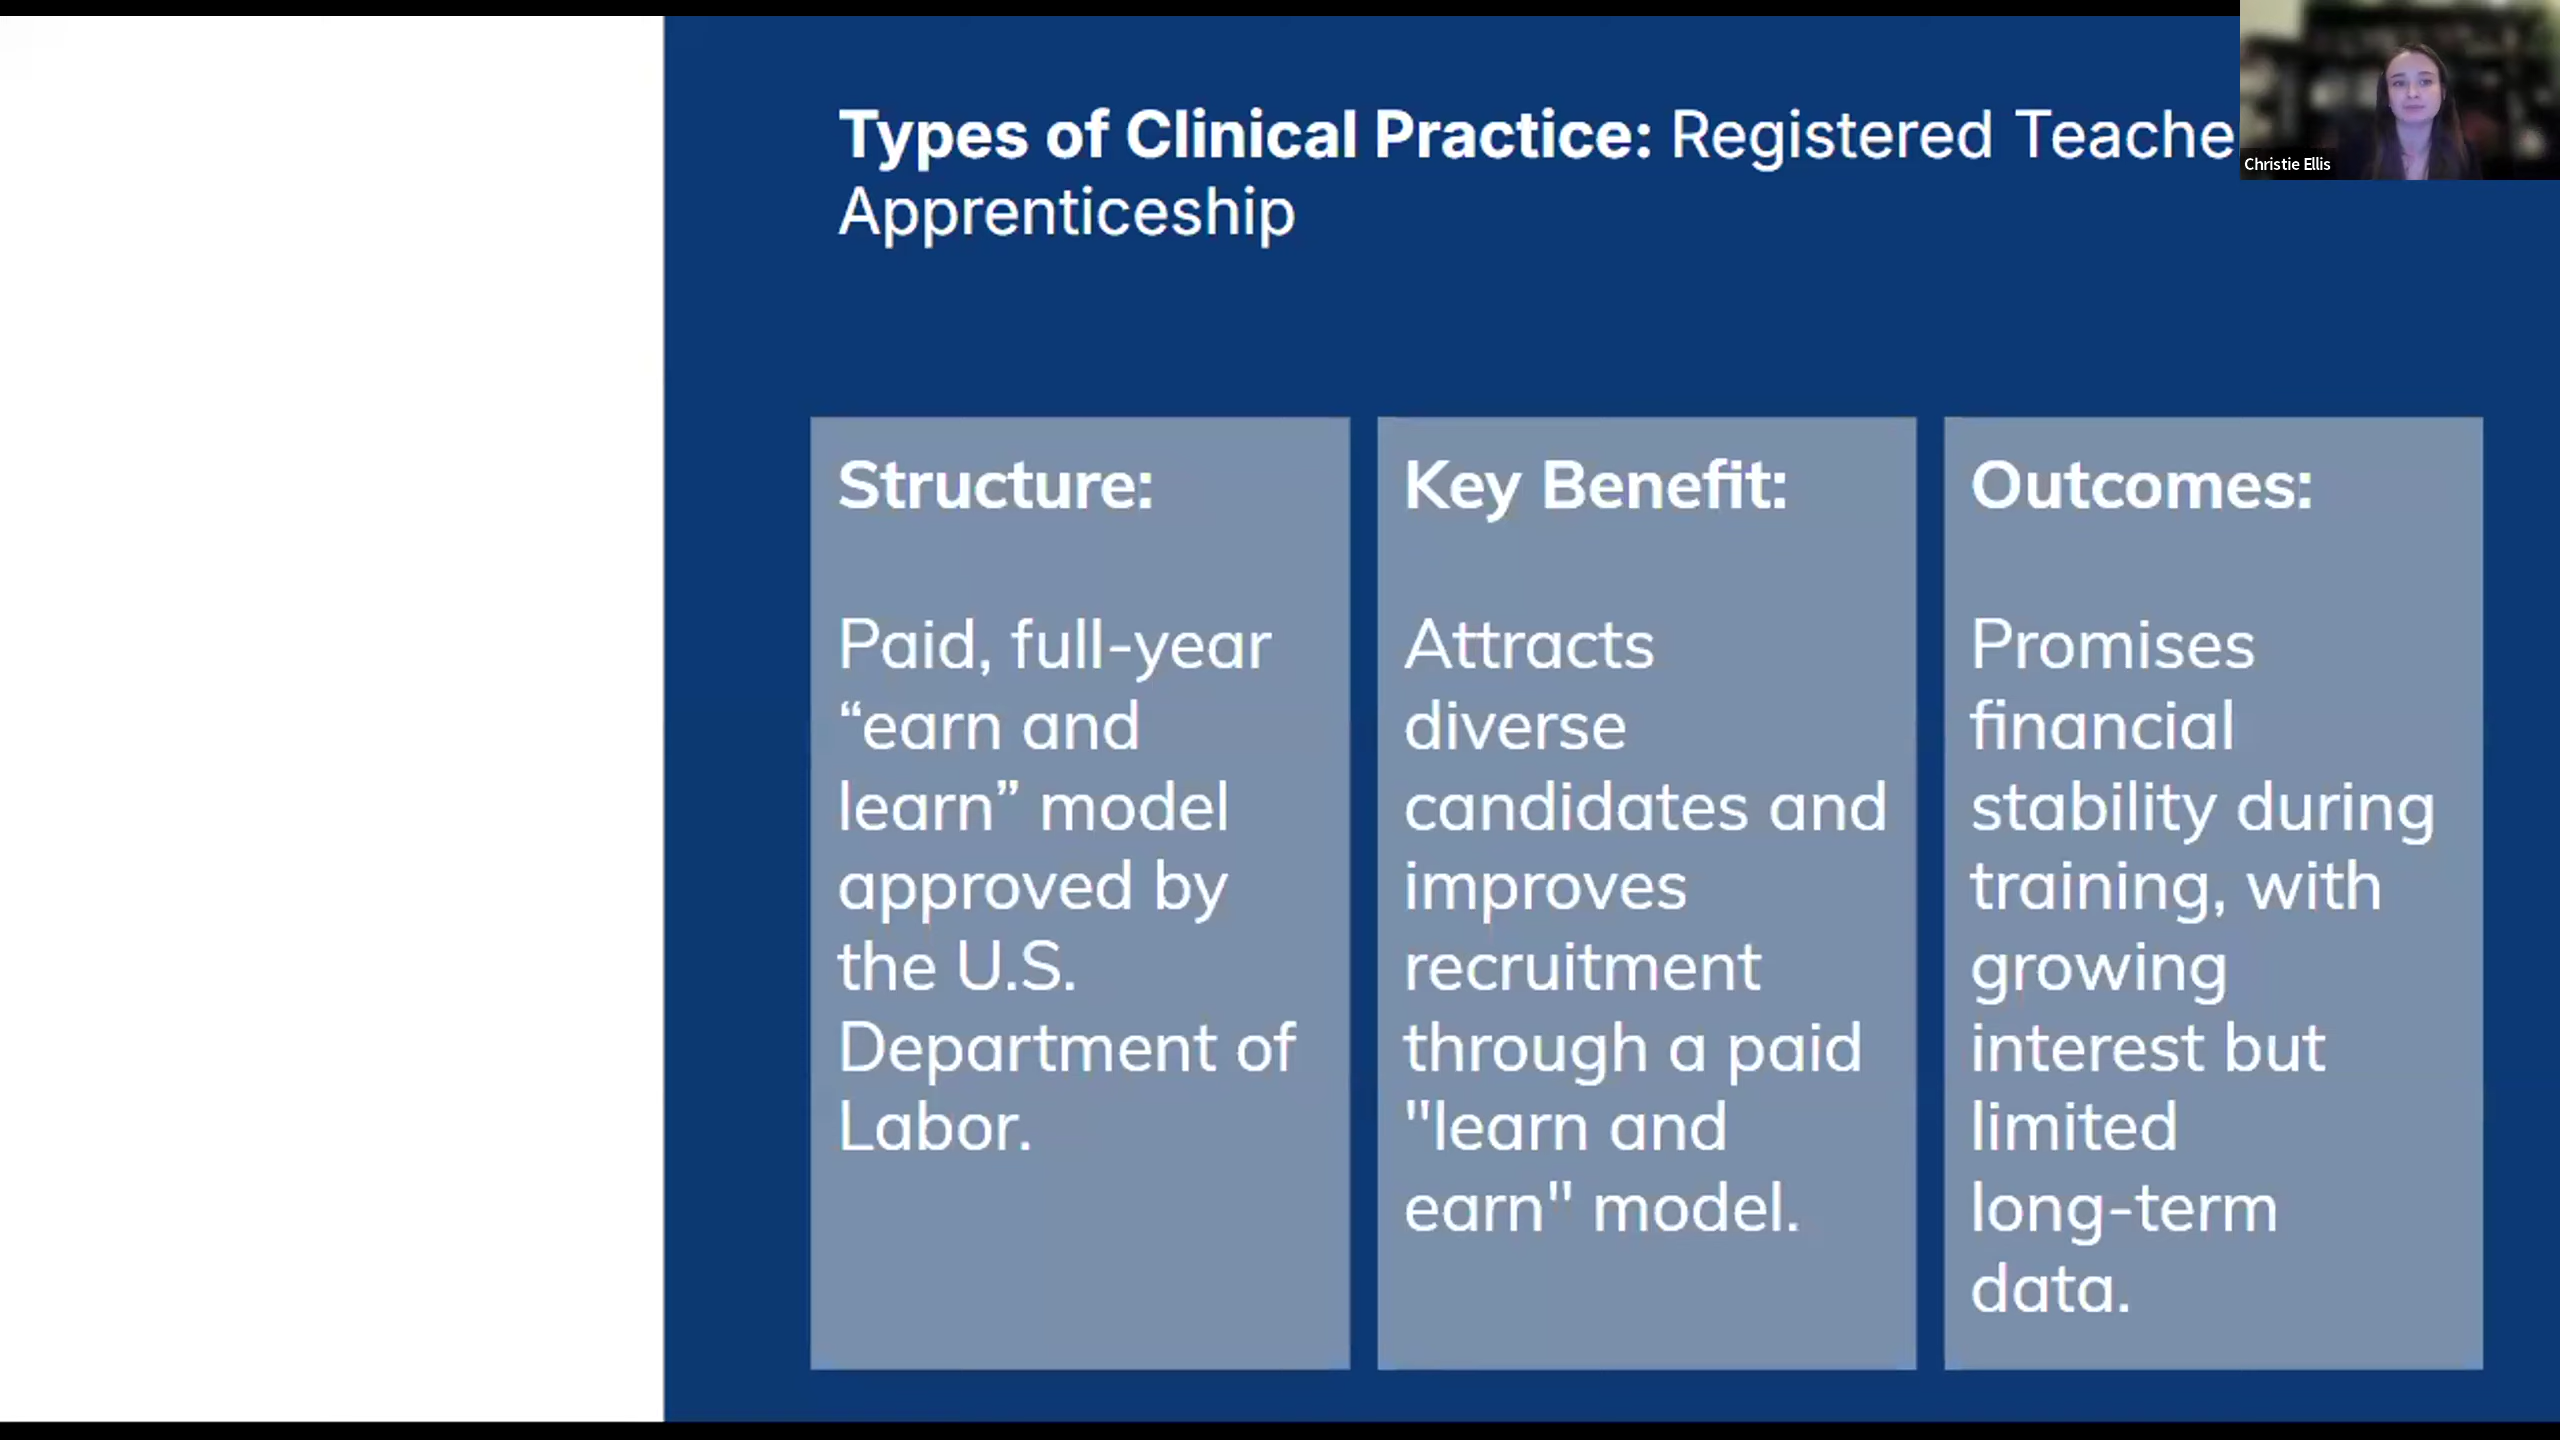 Types of Clinical Practice: Registered Teache
Apprenticeship
Christie Ellis
Structure:
Paid, full-year
“earn and
learn” model
approved by
the U.S.
Department of
Labor.
Key Benefit:
Attracts
diverse
candidates and
improves
recruitment
through a paid
"learn and
earn" model.
Outcomes:
Promises
financial
stability during
training, with
growing
interest but
limited
long-term
data.